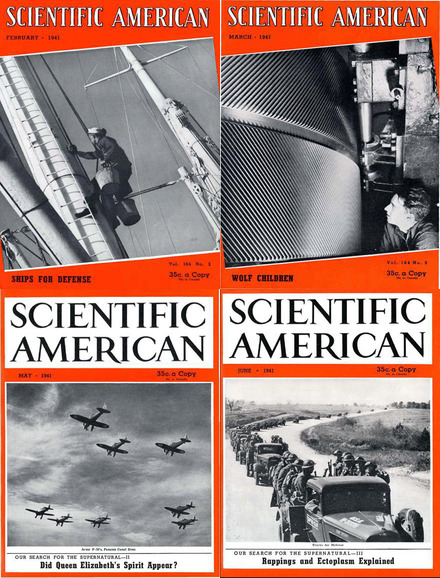 SCIENTIFIC AMERICAN
FEBRUARY • 1941
Vol. 164 No. 2
35c. a Copy
SHIPS FOR DEFENSE
SCIENTIFIC AMERICAN
MARCH • 1941
Vol. 164 No. 3
35c. a Copy
WOLF CHILDREN
SCIENTIFIC
AMERICAN
MAY • 1941
35c. a Copy
OUR SEARCH FOR THE SUPERNATURAL—II
Did Queen Elizabeth's Spirit Appear?
SCIENTIFIC
AMERICAN
JUNE • 1941
35c. a Copy
OUR SEARCH FOR THE SUPERNATURAL—III
Rappings and Ectoplasm Explained